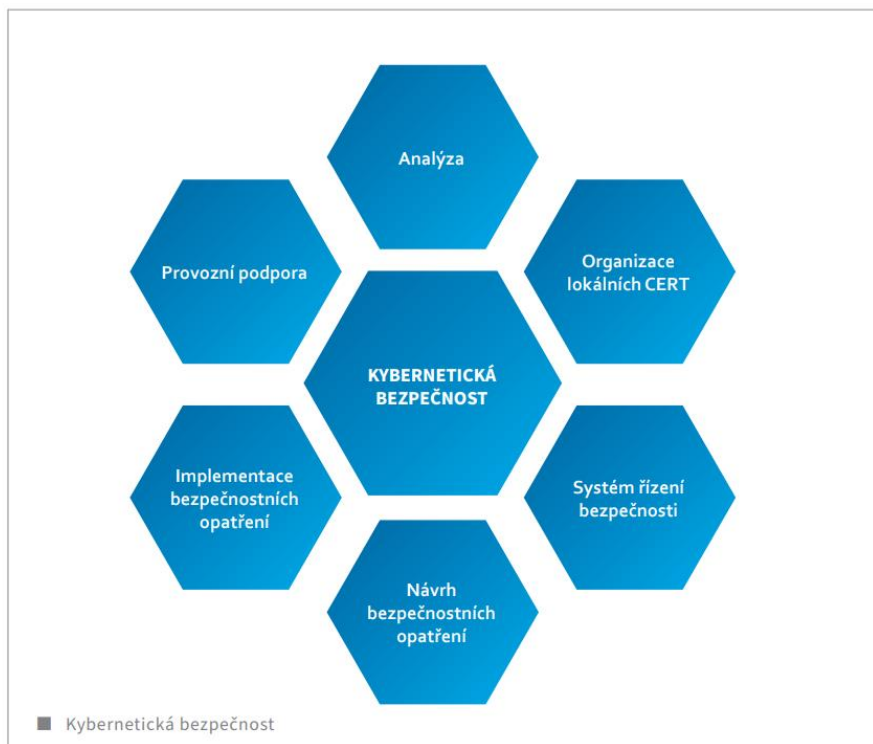 Analýza
Provozní podpora
Organizace
lokálních CERT
KYBERNETICKÁ
BEZPEČNOST
Implementace
bezpečnostních
opatření
Systém řízení
bezpečnosti
Návrh
bezpečnostních
opatření
Kybernetická bezpečnost